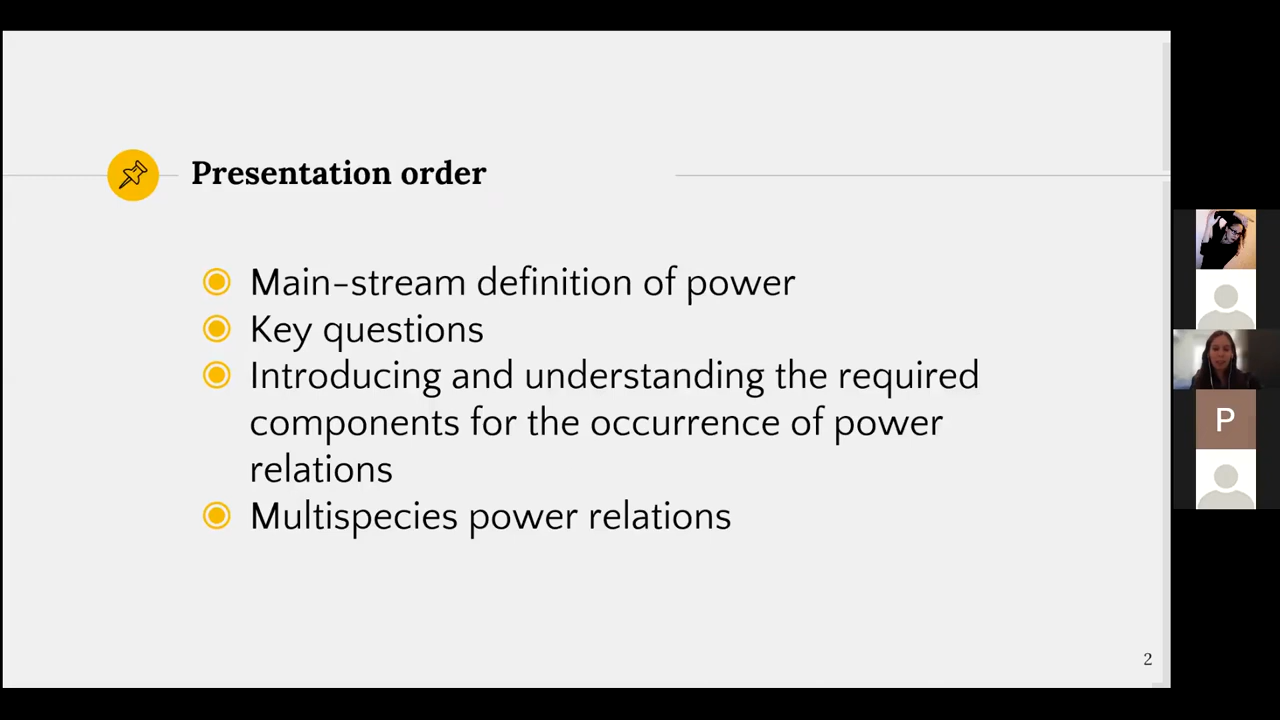 Presentation order
Main-stream definition of power
Key questions
Introducing and understanding the required
components for the occurrence of power
relations
Multispecies power relations
P
2